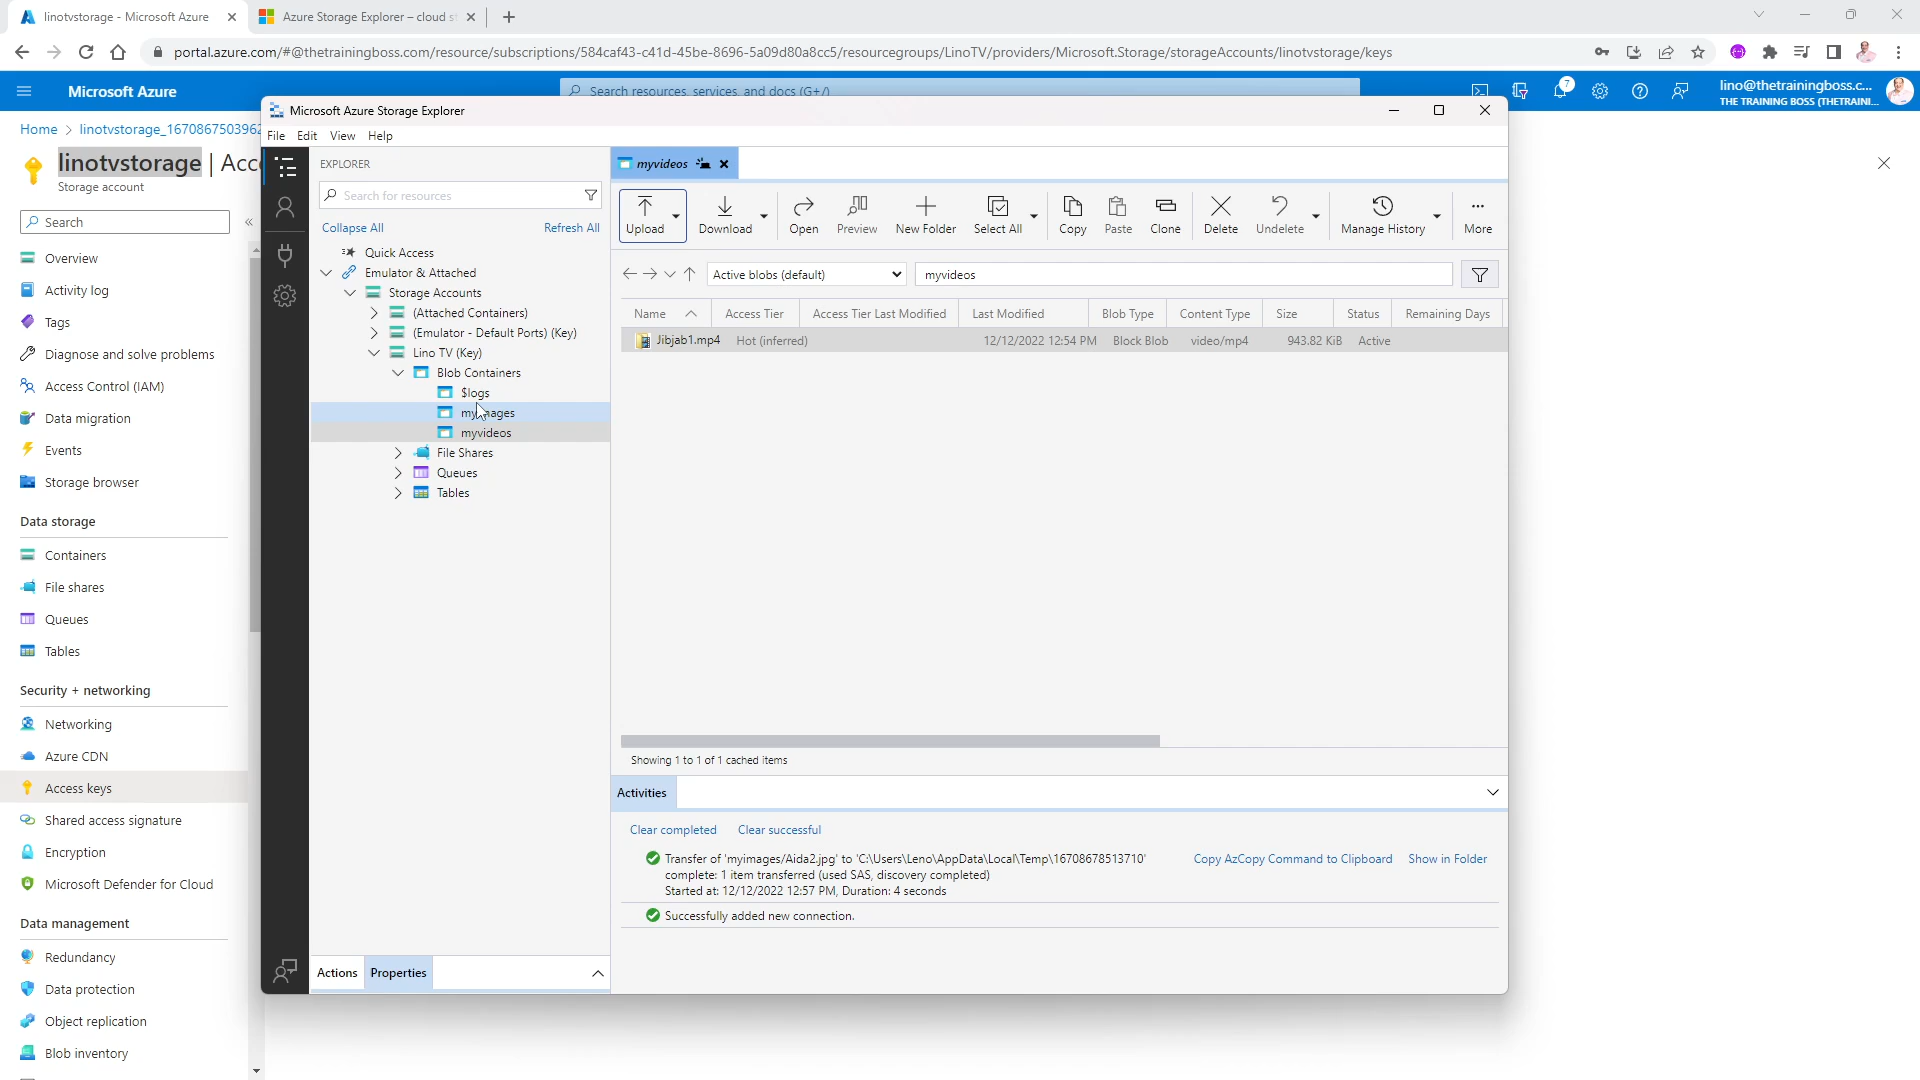 linotvstorage - Microsoft Azure
Azure Storage Explorer – cloud st
portal.azure.com/#@thetrainingboss.com/resource/subscriptions/584caf43-c41d-45be-8696-5a09d80a8cc5/resourcegroups/LinoTV/providers/Microsoft.Storage/storageAccounts/linotvstorage/keys
Microsoft Azure
Search resources, services, and docs (G+/)
7
lino@thetrainingboss.c...
THE TRAINING BOSS (THETRAINI...
Home > linotvstorage_1670867503962
linotvstorage | Acce
Storage account
Search
Overview
Activity log
Tags
Diagnose and solve problems
Access Control (IAM)
Data migration
Events
Storage browser
Data storage
Containers
File shares
Queues
Tables
Security + networking
Networking
Azure CDN
Access keys
Shared access signature
Encryption
Microsoft Defender for Cloud
Data management
Redundancy
Data protection
Object replication
Blob inventory
Microsoft Azure Storage Explorer
File Edit View Help
EXPLORER
Search for resources
Collapse All Refresh All
Quick Access
Emulator & Attached
Storage Accounts
(Attached Containers)
(Emulator - Default Ports) (Key)
Lino TV (Key)
Blob Containers
$logs
myimages
myvideos
File Shares
Queues
Tables
Actions Properties
myvideos
Upload Download Open Preview New Folder Select All Copy Paste Clone Delete Undelete Manage History More
Active blobs (default) myvideos
Name Access Tier Access Tier Last Modified Last Modified Blob Type Content Type Size Status Remaining Days
Jibjab1.mp4 Hot (inferred) 12/12/2022 12:54 PM Block Blob video/mp4 943.82 KiB Active
Showing 1 to 1 of 1 cached items
Activities
Clear completed Clear successful
Transfer of 'myimages/Aida2.jpg' to 'C:\Users\Leno\AppData\Local\Temp\16708678513710' Copy AzCopy Command to Clipboard Show in Folder
complete: 1 item transferred (used SAS, discovery completed)
Started at: 12/12/2022 12:57 PM, Duration: 4 seconds
Successfully added new connection.